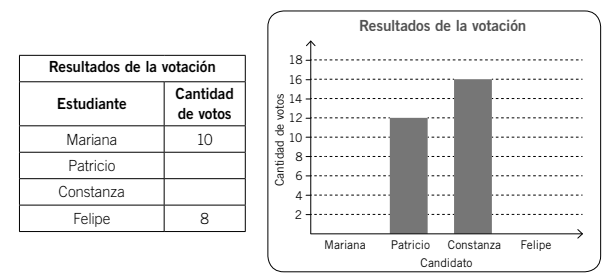 Resultados de la votación
Estudiante Cantidad de votos
Mariana 10
Patricio
Constanza
Felipe 8
Resultados de la votación
Cantidad de votos
18
16
14
12
10
8
6
4
2
Mariana Patricio Constanza Felipe
Candidato